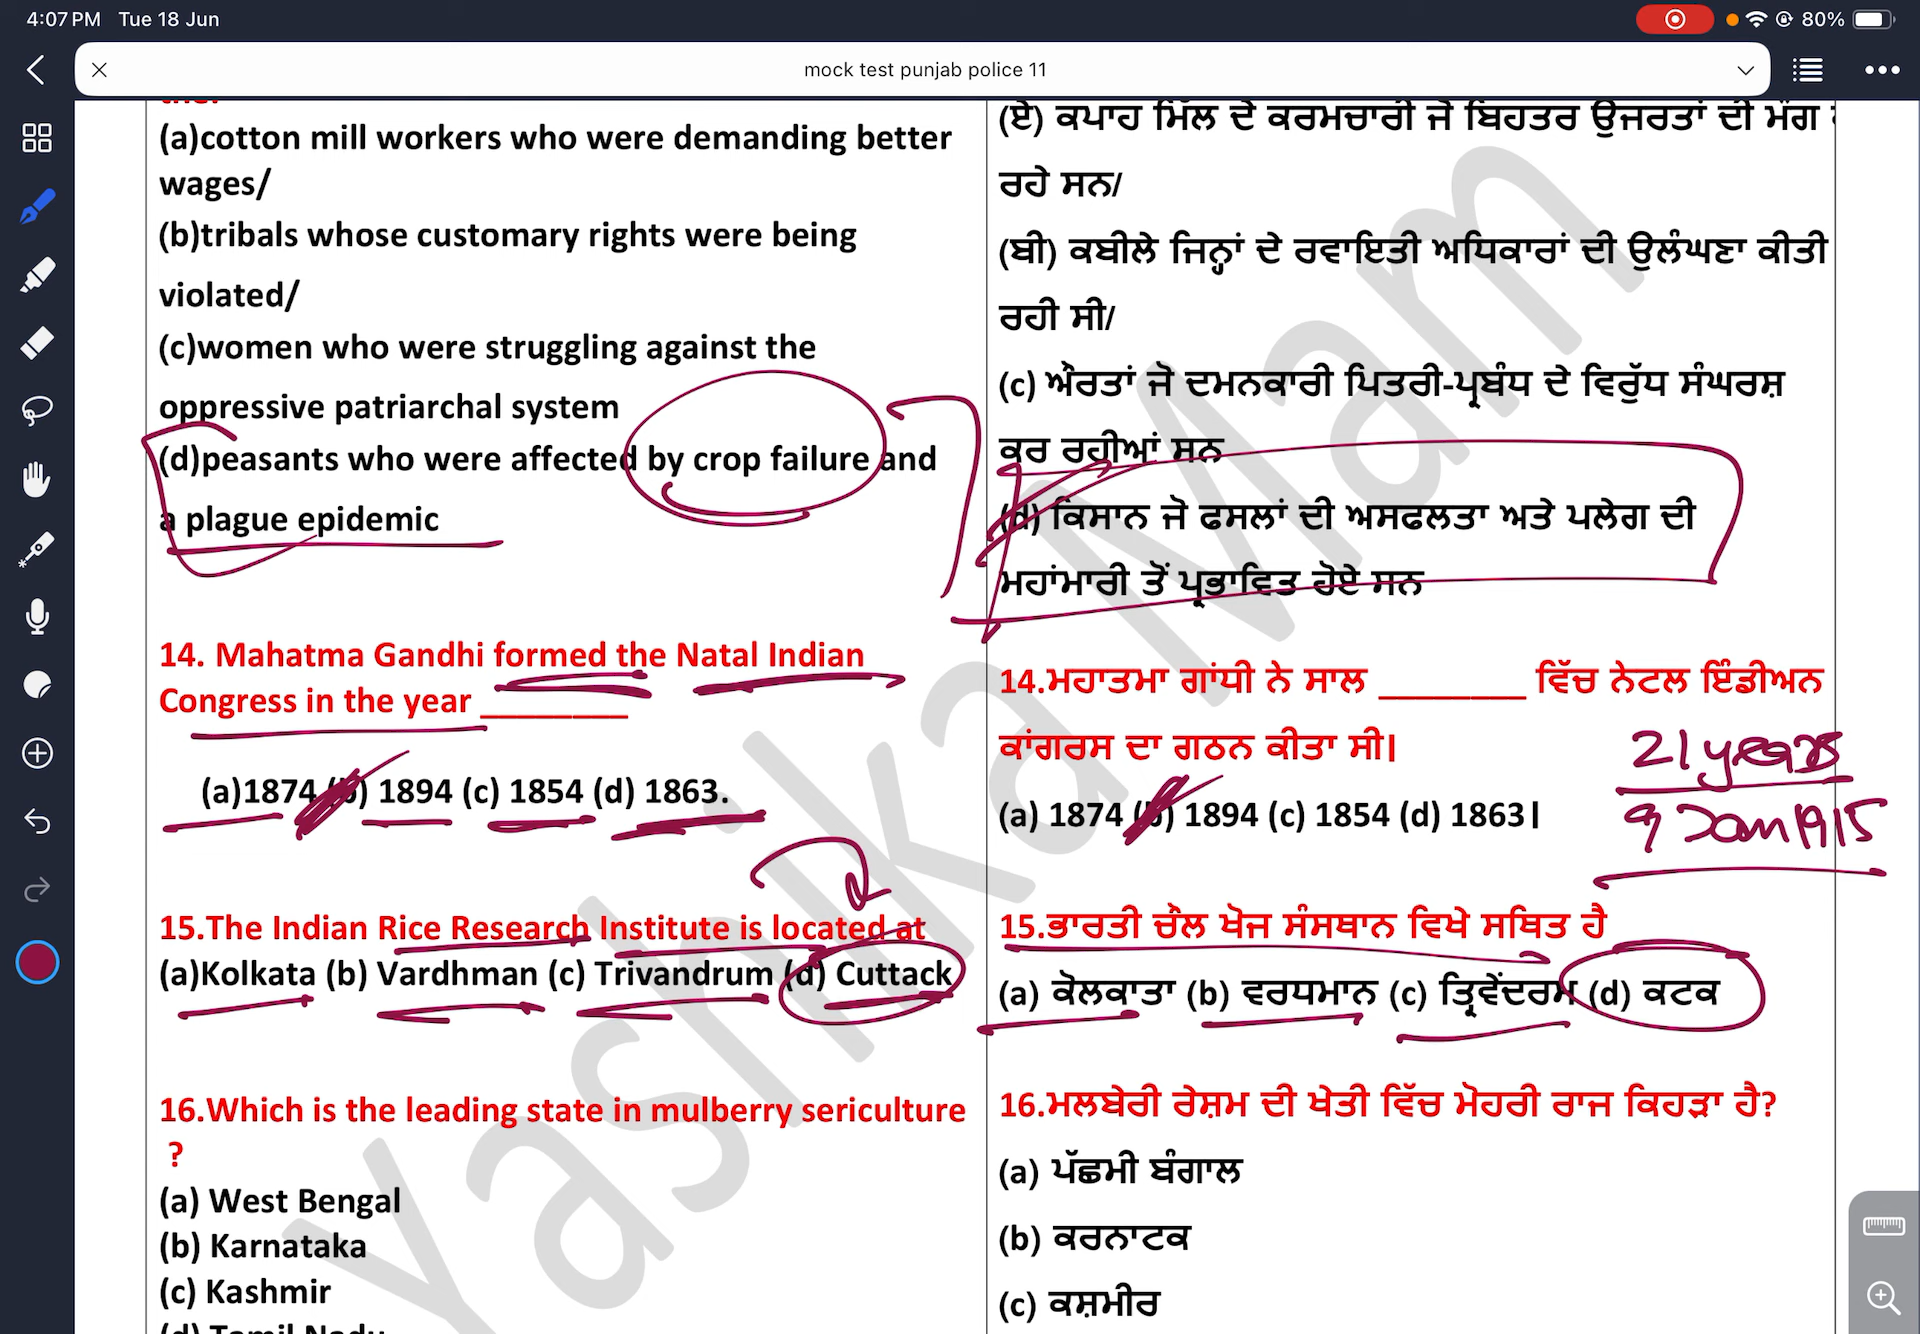 4:07 PM Tue 18 Jun
80%
mock test punjab police 11
(a)cotton mill workers who were demanding better
wages/
(b)tribals whose customary rights were being
violated/
(c)women who were struggling against the
oppressive patriarchal system
(d)peasants who were affected by crop failure and
a plague epidemic
14. Mahatma Gandhi formed the Natal Indian
Congress in the year ________
(a)1874 (b) 1894 (c) 1854 (d) 1863.
15.The Indian Rice Research Institute is located at
(a)Kolkata (b) Vardhman (c) Trivandrum (d) Cuttack
16.Which is the leading state in mulberry sericulture
?
(a) West Bengal
(b) Karnataka
(c) Kashmir
(d) Tamil Nadu
(ਏ) ਕਪਾਹ ਮਿੱਲ ਦੇ ਕਰਮਚਾਰੀ ਜੋ ਬਿਹਤਰ ਉਜਰਤਾਂ ਦੀ ਮੰਗ
ਰਹੇ ਸਨ/
(ਬੀ) ਕਬੀਲੇ ਜਿਨ੍ਹਾਂ ਦੇ ਰਵਾਇਤੀ ਅਧਿਕਾਰਾਂ ਦੀ ਉਲੰਘਣਾ ਕੀਤੀ
ਰਹੀ ਸੀ/
(c) ਔਰਤਾਂ ਜੋ ਦਮਨਕਾਰੀ ਪਿਤਰੀ-ਪ੍ਰਬੰਧ ਦੇ ਵਿਰੁੱਧ ਸੰਘਰਸ਼
ਕਰ ਰਹੀਆਂ ਸਨ
(d) ਕਿਸਾਨ ਜੋ ਫਸਲਾਂ ਦੀ ਅਸਫਲਤਾ ਅਤੇ ਪਲੇਗ ਦੀ
ਮਹਾਂਮਾਰੀ ਤੋਂ ਪ੍ਰਭਾਵਿਤ ਹੋਏ ਸਨ
14.ਮਹਾਤਮਾ ਗਾਂਧੀ ਨੇ ਸਾਲ ________ ਵਿੱਚ ਨੇਟਲ ਇੰਡੀਅਨ
ਕਾਂਗਰਸ ਦਾ ਗਠਨ ਕੀਤਾ ਸੀ।
21 years
9 Jan 1915
(a) 1874 (b) 1894 (c) 1854 (d) 1863।
15.ਭਾਰਤੀ ਚੌਲ ਖੋਜ ਸੰਸਥਾਨ ਵਿਖੇ ਸਥਿਤ ਹੈ
(a) ਕੋਲਕਾਤਾ (b) ਵਰਧਮਾਨ (c) ਤ੍ਰਿਵੇਂਦਰਮ (d) ਕਟਕ
16.ਮਲਬੇਰੀ ਰੇਸ਼ਮ ਦੀ ਖੇਤੀ ਵਿੱਚ ਮੋਹਰੀ ਰਾਜ ਕਿਹੜਾ ਹੈ?
(a) ਪੱਛਮੀ ਬੰਗਾਲ
(b) ਕਰਨਾਟਕ
(c) ਕਸ਼ਮੀਰ
Yashika Mam